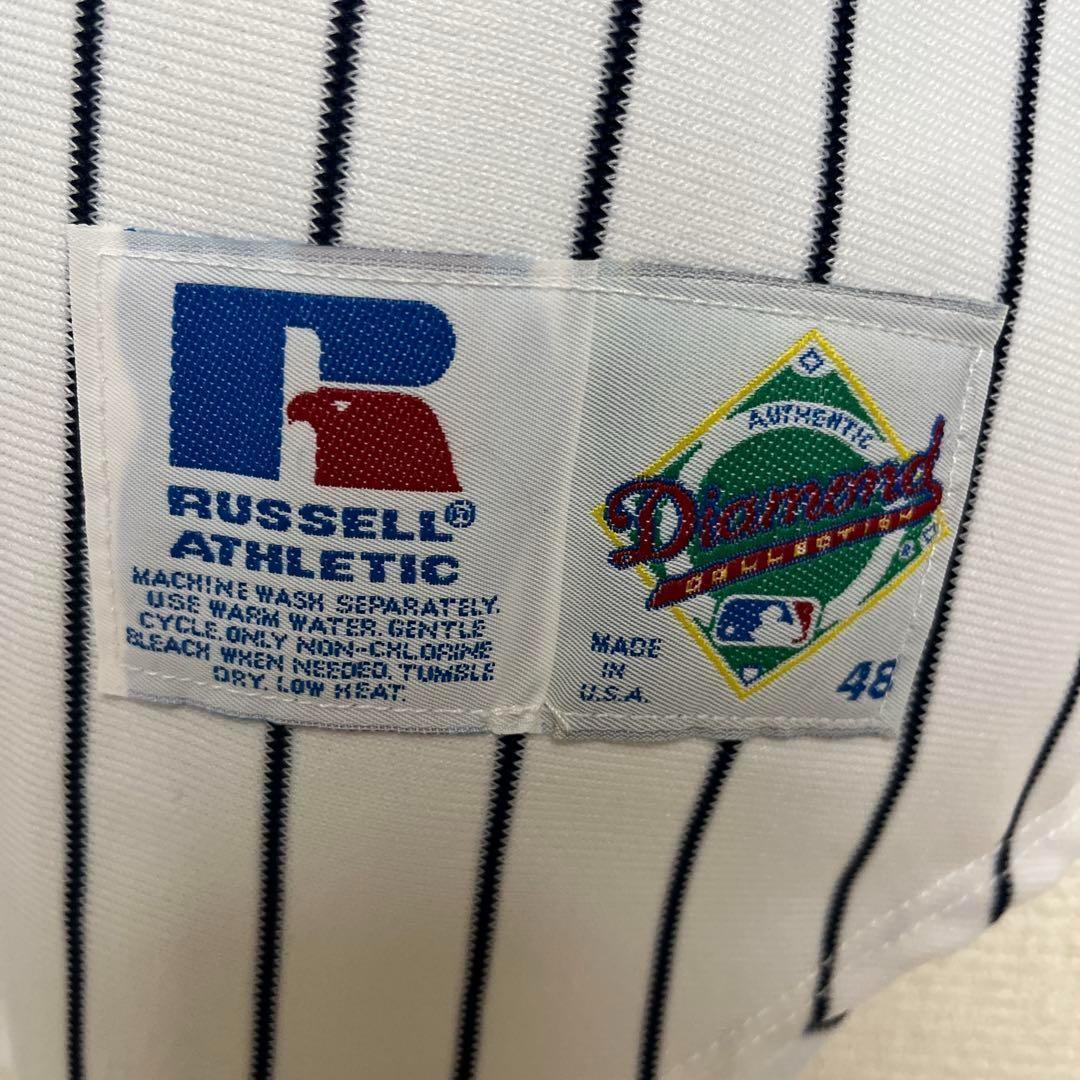 RUSSELL®
ATHLETIC
MACHINE WASH SEPARATELY.
USE WARM WATER. GENTLE
CYCLE. ONLY NON-CHLORINE
BLEACH WHEN NEEDED. TUMBLE
DRY. LOW HEAT.
AUTHENTIC
Diamond
COLLECTION
MADE
IN
U.S.A.
48